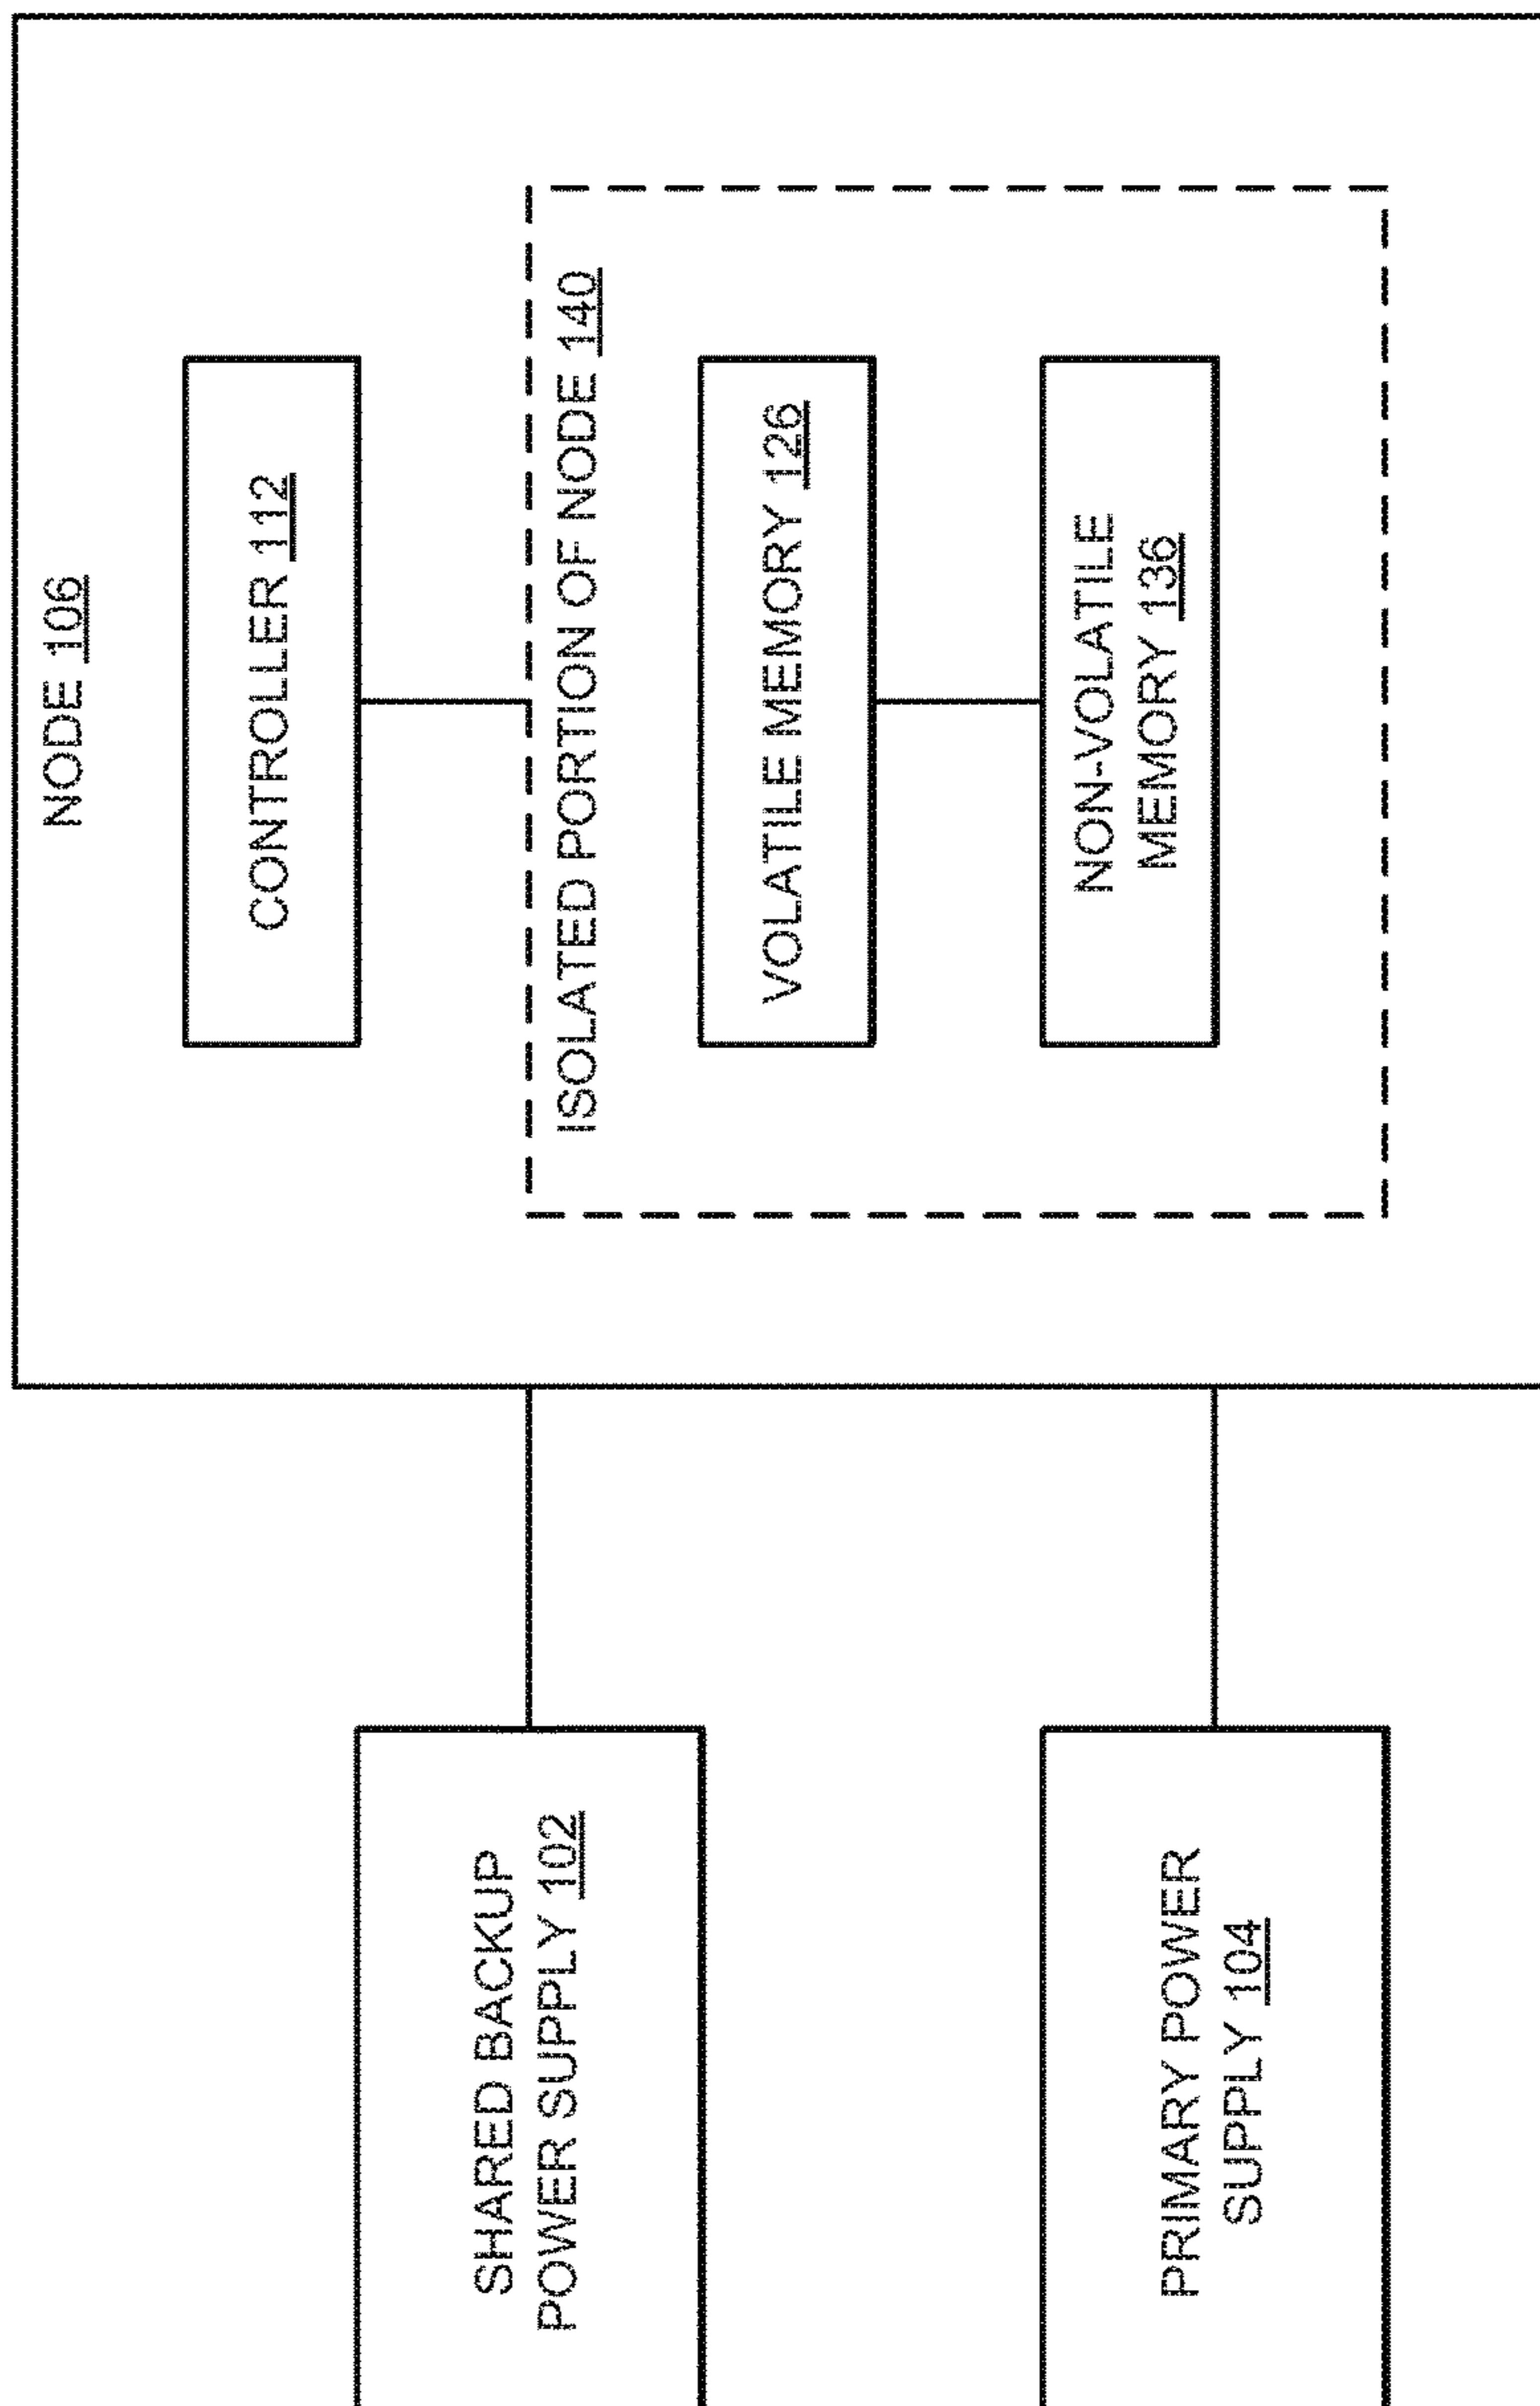 SHARED BACKUP
POWER SUPPLY 102
PRIMARY POWER
SUPPLY 104
NODE 106
CONTROLLER 112
ISOLATED PORTION OF NODE 140
VOLATILE MEMORY 126
NON-VOLATILE
MEMORY 136